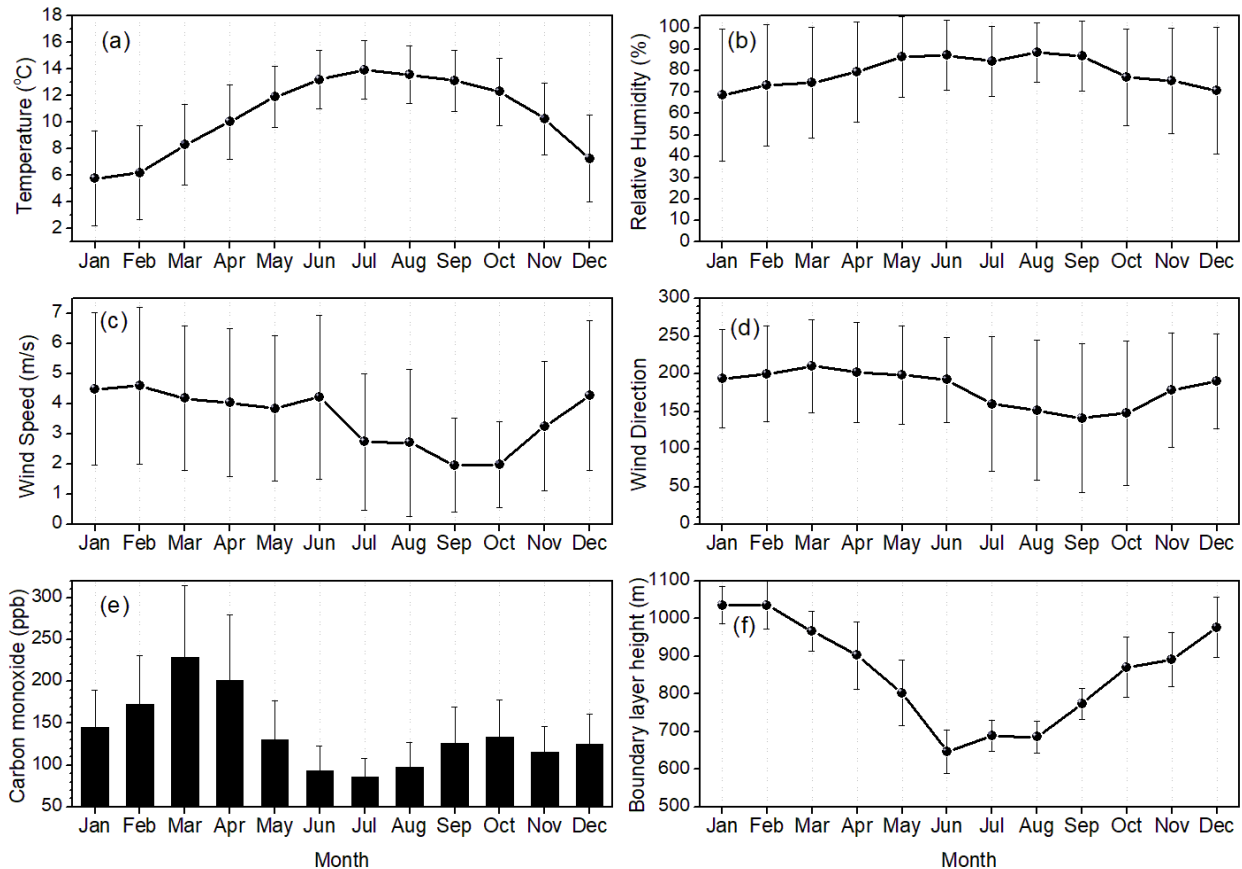 (a)
Temperature (°C)
18
16
14
12
10
8
6
4
2
Jan Feb Mar Apr May Jun Jul Aug Sep Oct Nov Dec
(b)
Relative Humidity (%)
100
90
80
70
60
50
40
30
20
10
0
Jan Feb Mar Apr May Jun Jul Aug Sep Oct Nov Dec
(c)
Wind Speed (m/s)
7
6
5
4
3
2
1
0
Jan Feb Mar Apr May Jun Jul Aug Sep Oct Nov Dec
(d)
Wind Direction
300
250
200
150
100
50
0
Jan Feb Mar Apr May Jun Jul Aug Sep Oct Nov Dec
(e)
Carbon monoxide (ppb)
300
250
200
150
100
50
Jan Feb Mar Apr May Jun Jul Aug Sep Oct Nov Dec
Month
(f)
Boundary layer height (m)
1100
1000
900
800
700
600
500
Jan Feb Mar Apr May Jun Jul Aug Sep Oct Nov Dec
Month